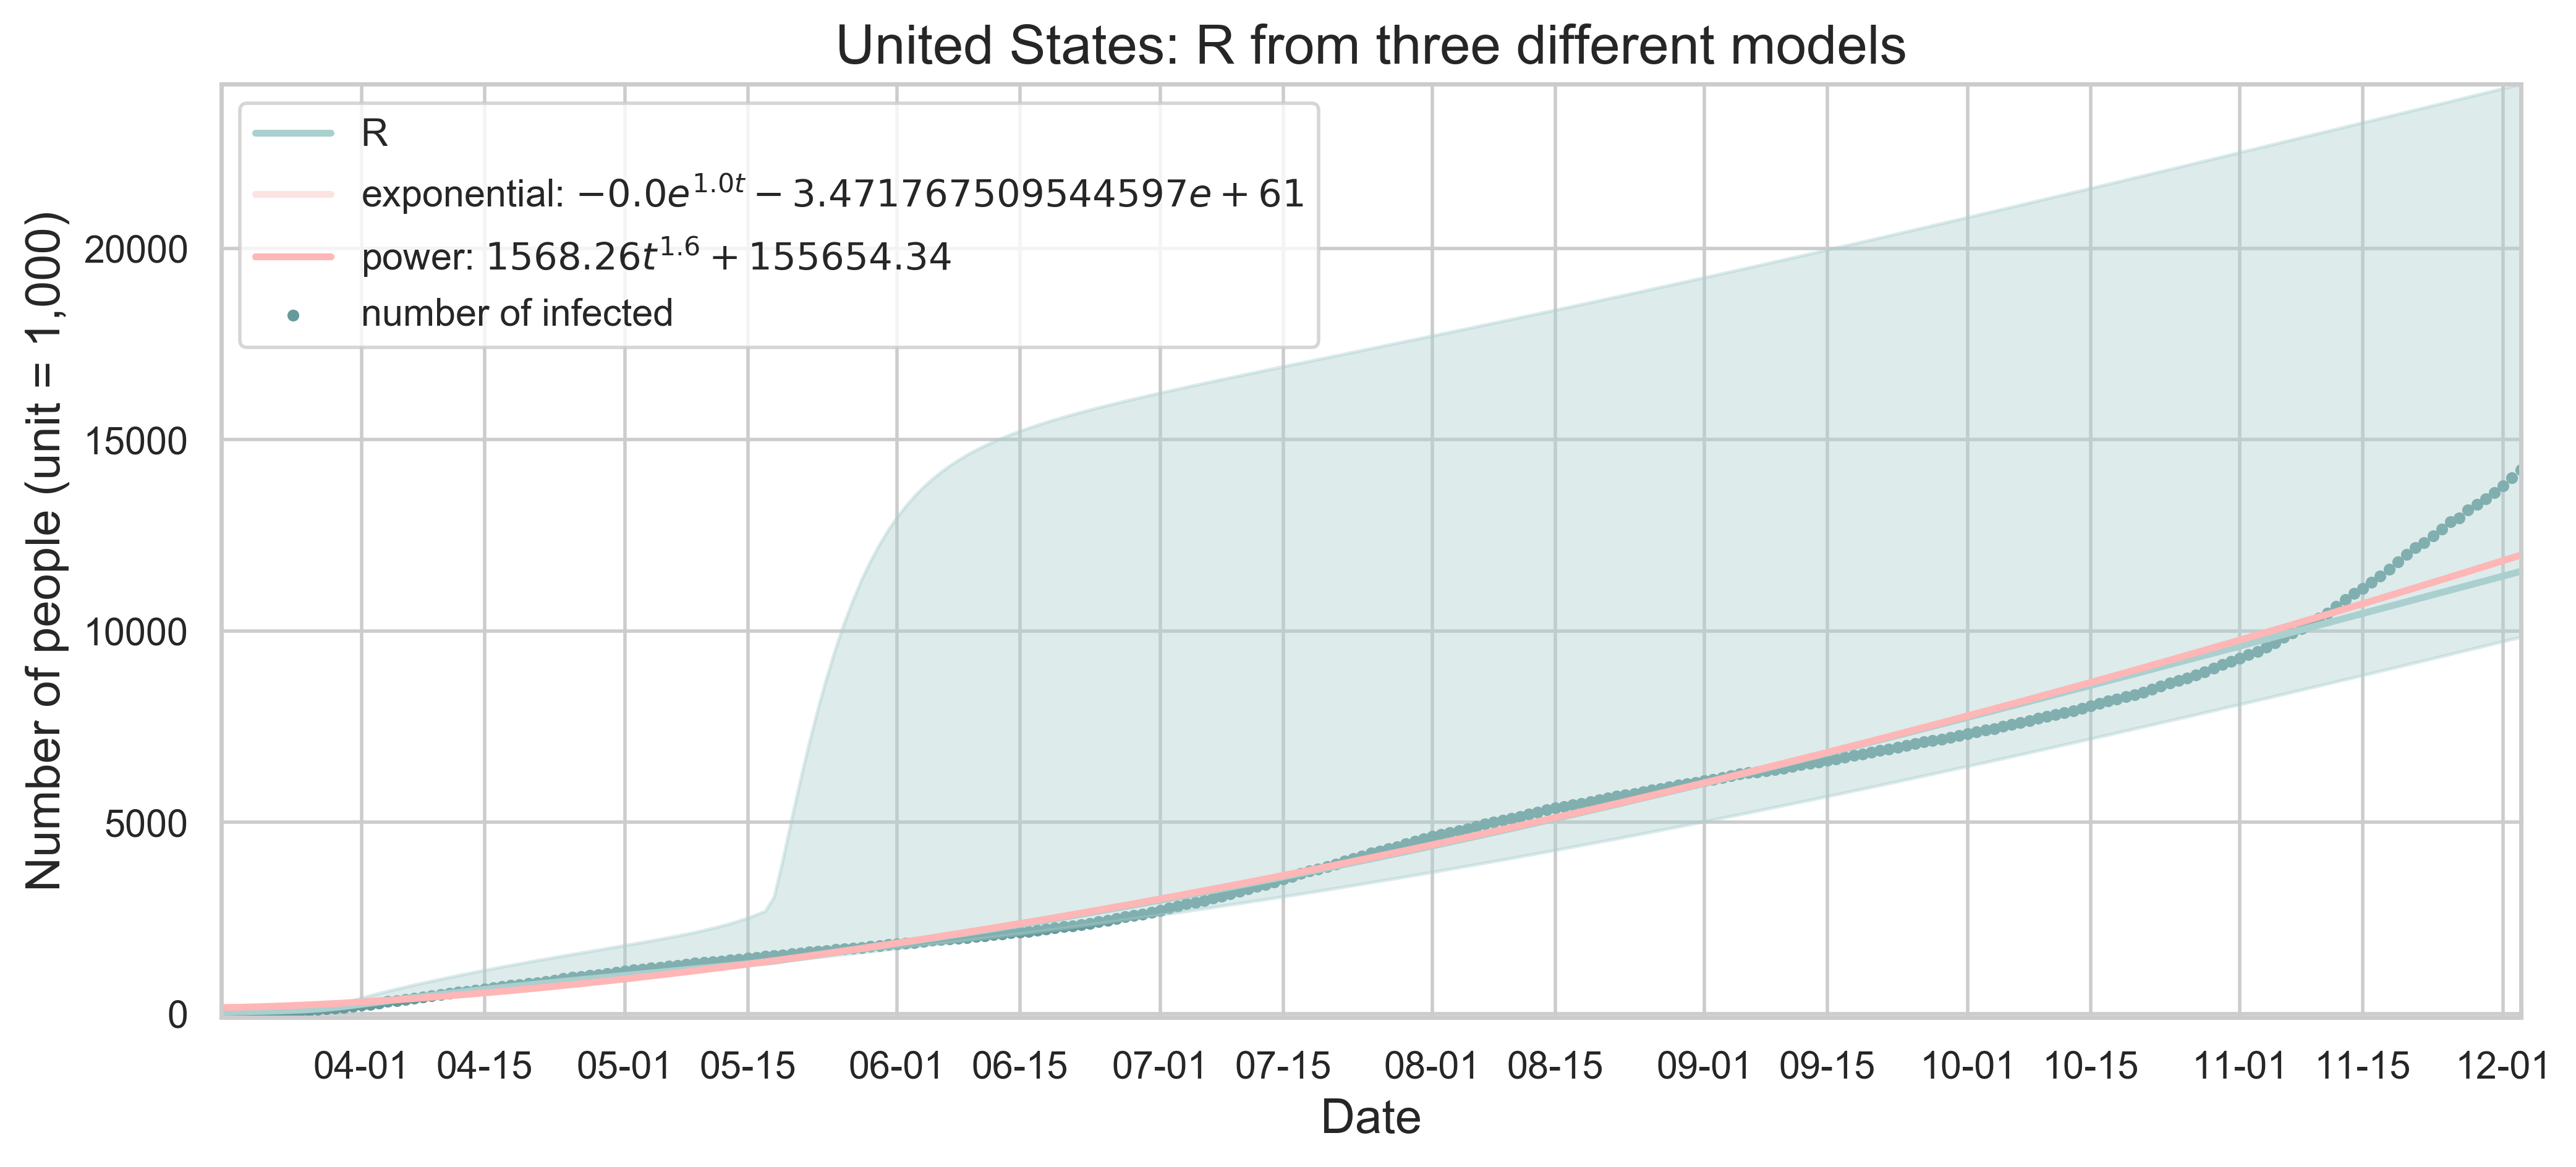 United States: R from three different models
R
exponential: −0.0e^{1.0t} − 3.471767509544597e + 61
power: 1568.26t^{1.6} + 155654.34
number of infected
Number of people (unit = 1,000)
20000
15000
10000
5000
0
04-01 04-15 05-01 05-15 06-01 06-15 07-01 07-15 08-01 08-15 09-01 09-15 10-01 10-15 11-01 11-15 12-01
Date